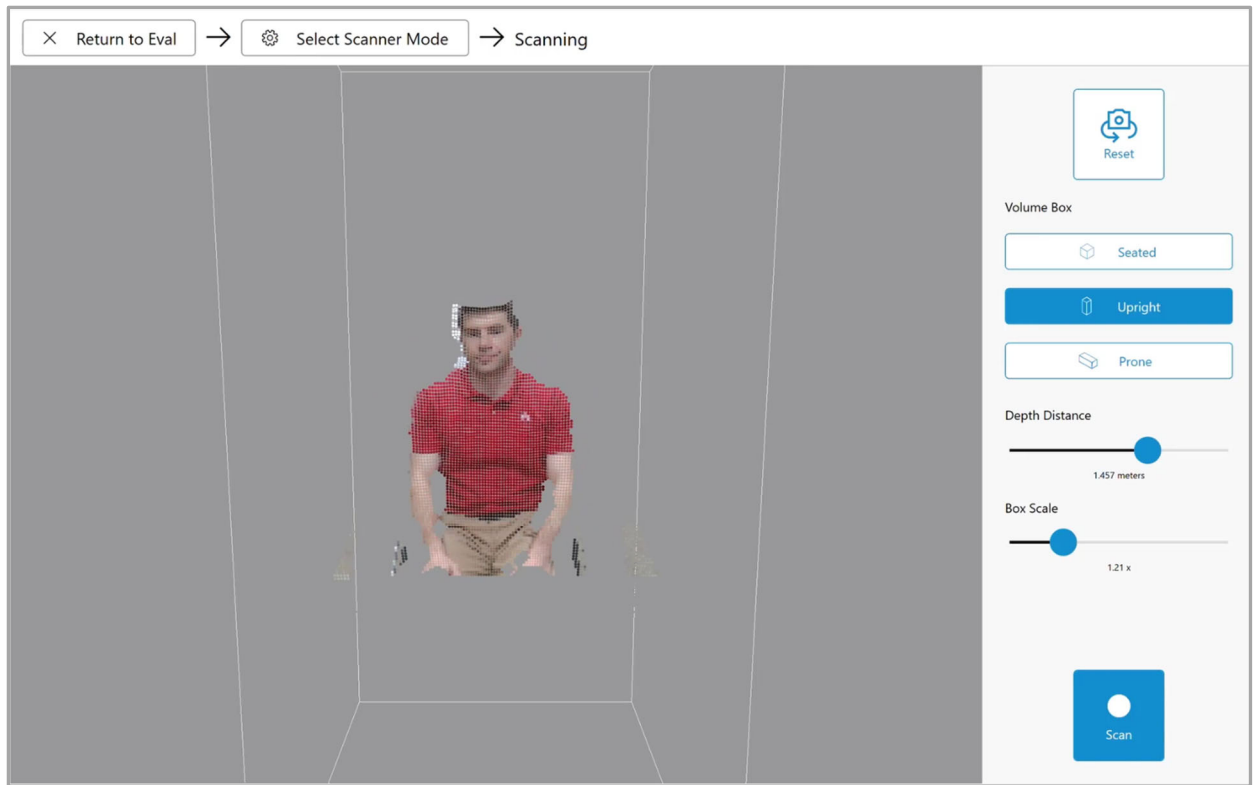 Return to Eval
Select Scanner Mode
Scanning
Reset
Volume Box
Seated
Upright
Prone
Depth Distance
1.457 meters
Box Scale
1.21 x
Scan